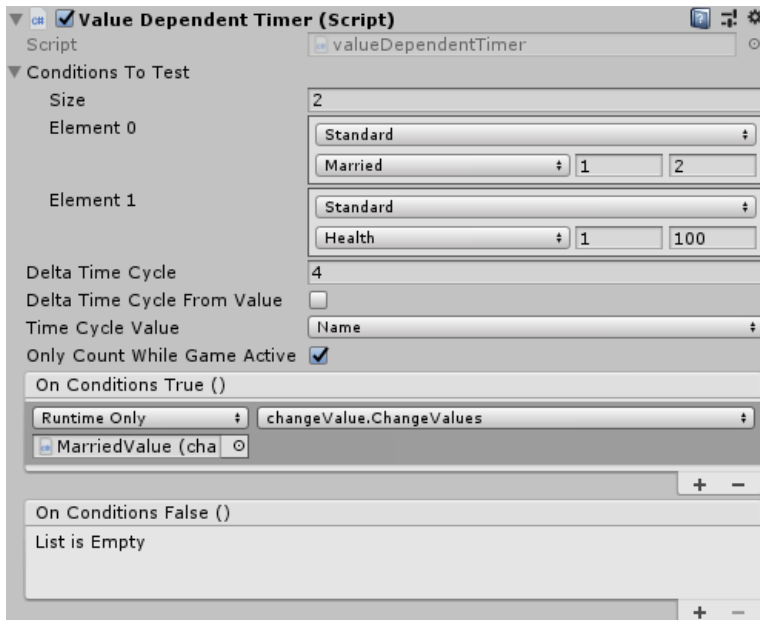 Value Dependent Timer (Script)
Script valueDependentTimer
Conditions To Test
Size 2
Element 0 Standard
Married 1 2
Element 1 Standard
Health 1 100
Delta Time Cycle 4
Delta Time Cycle From Value
Time Cycle Value Name
Only Count While Game Active
On Conditions True ()
Runtime Only changeValue.ChangeValues
MarriedValue (cha
On Conditions False ()
List is Empty